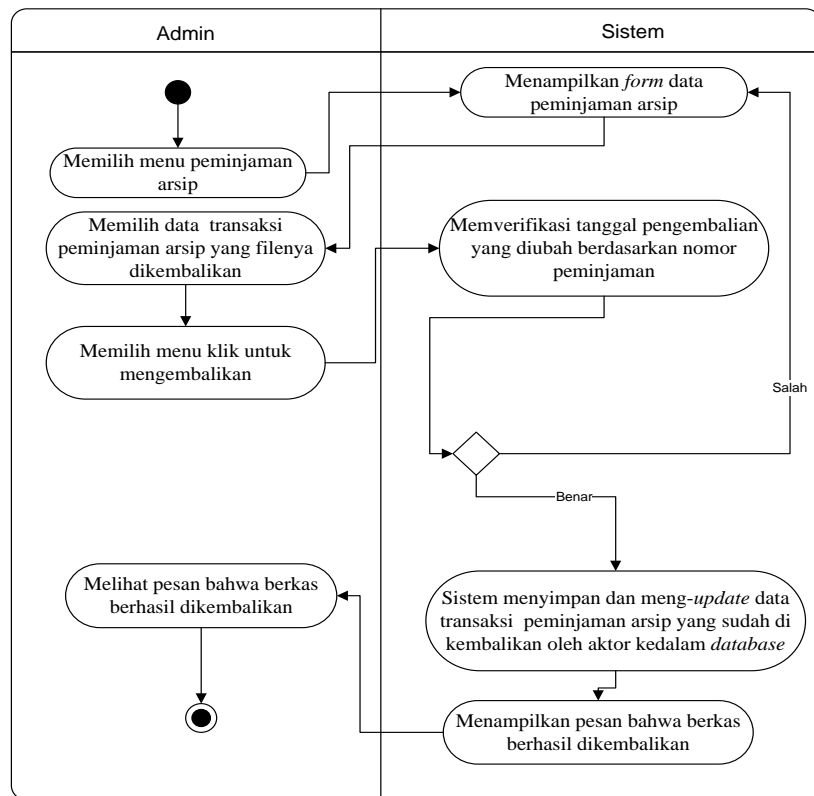 Admin
Sistem
Menampilkan form data
peminjaman arsip
Memilih menu peminjaman
arsip
Memilih data transaksi
peminjaman arsip yang filenya
dikembalikan
Memverifikasi tanggal pengembalian
yang diubah berdasarkan nomor
peminjaman
Memilih menu klik untuk
mengembalikan
Salah
Benar
Melihat pesan bahwa berkas
berhasil dikembalikan
Sistem menyimpan dan meng-update data
transaksi peminjaman arsip yang sudah di
kembalikan oleh aktor kedalam database
Menampilkan pesan bahwa berkas
berhasil dikembalikan